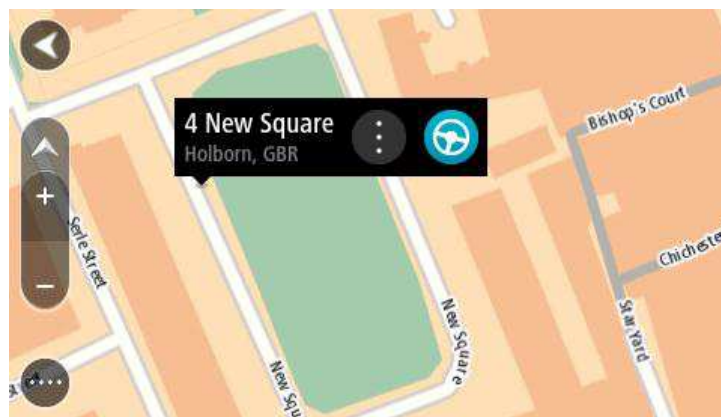 4 New Square
Holborn, GBR
Bishop's Court
Serle Street
Chichester
New Square
Star Yard
New Squ